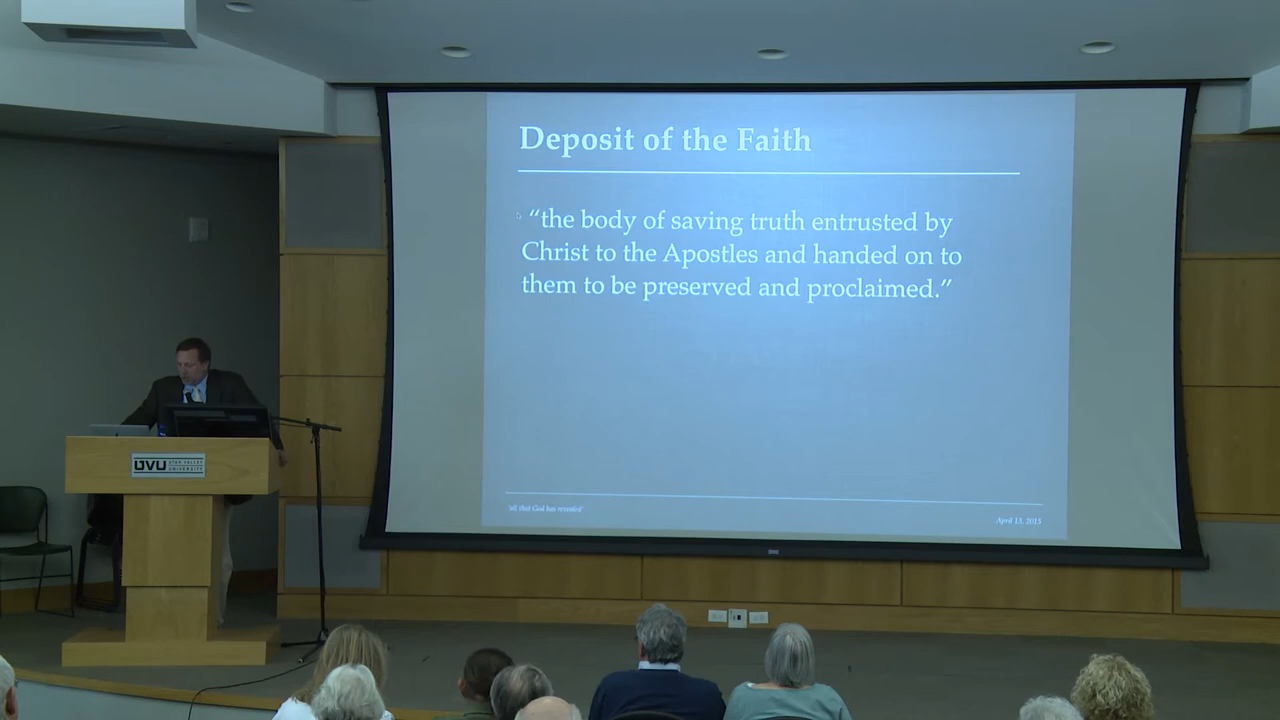 Deposit of the Faith
“the body of saving truth entrusted by
Christ to the Apostles and handed on to
them to be preserved and proclaimed.”
'all that God has revealed'
April 13, 2015
UVU UTAH VALLEY
UNIVERSITY